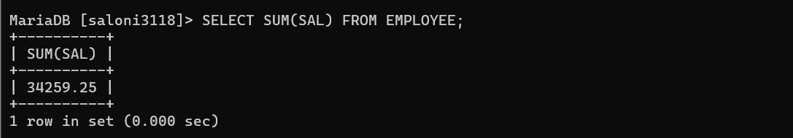 MariaDB [saloni3118]> SELECT SUM(SAL) FROM EMPLOYEE;
+----------+
| SUM(SAL) |
+----------+
| 34259.25 |
+----------+
1 row in set (0.000 sec)